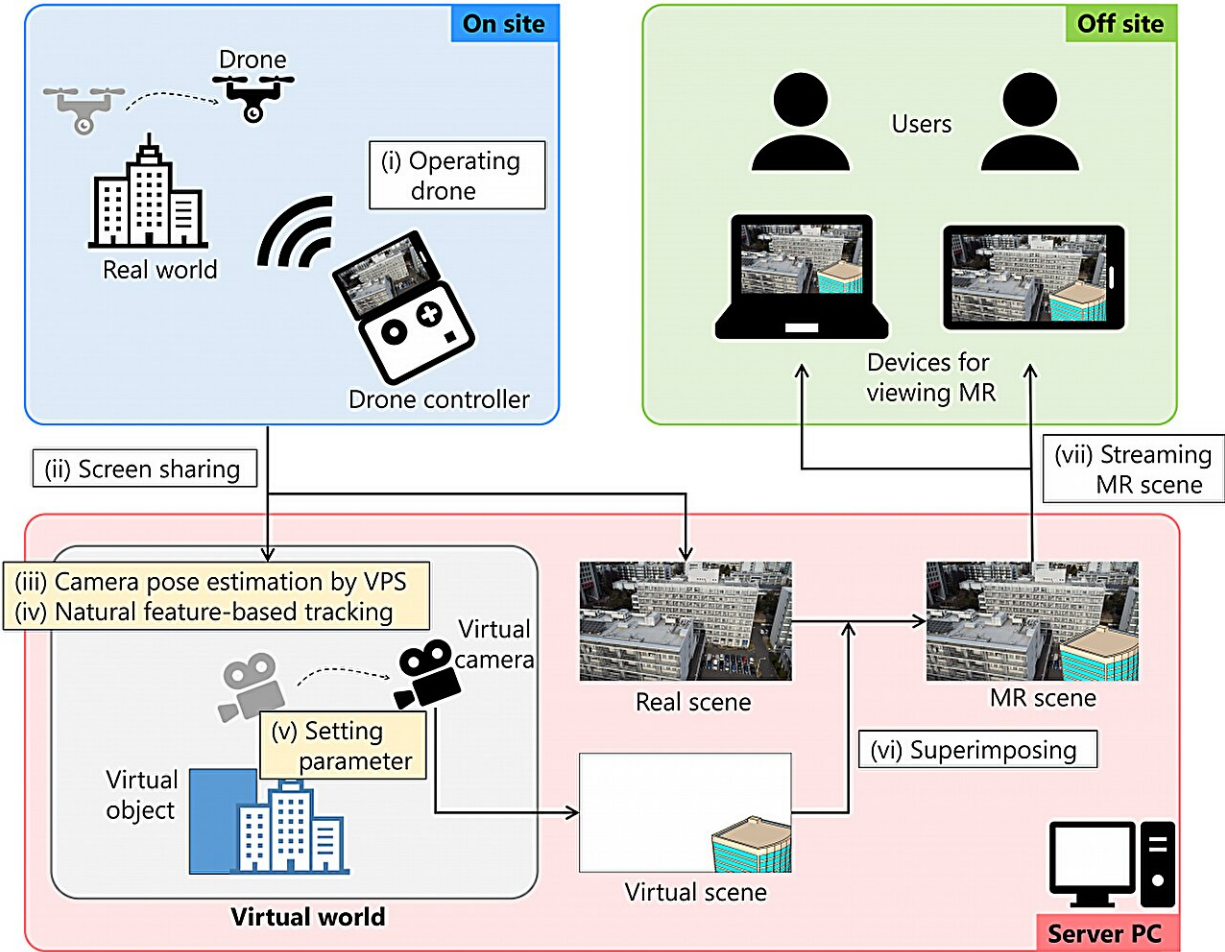 On site
Drone
(i) Operating
drone
Real world
Drone controller
Off site
Users
Devices for
viewing MR
(ii) Screen sharing
(vii) Streaming
MR scene
(iii) Camera pose estimation by VPS
(iv) Natural feature-based tracking
Virtual
camera
(v) Setting
parameter
Virtual
object
Virtual world
Real scene
MR scene
(vi) Superimposing
Virtual scene
Server PC